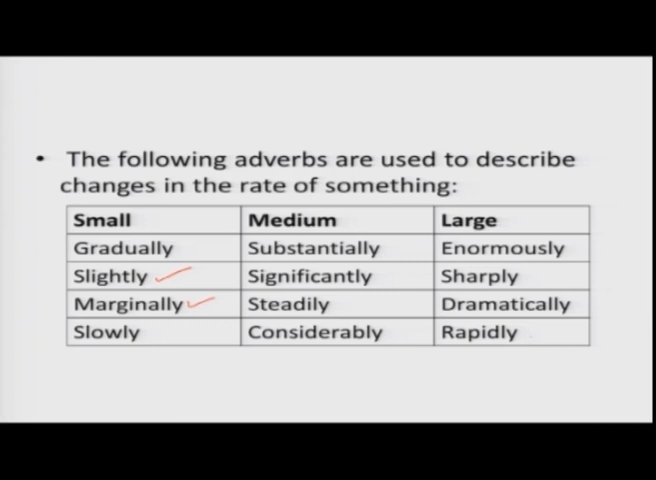 • The following adverbs are used to describe
changes in the rate of something:
Small Medium Large
Gradually Substantially Enormously
Slightly Significantly Sharply
Marginally Steadily Dramatically
Slowly Considerably Rapidly